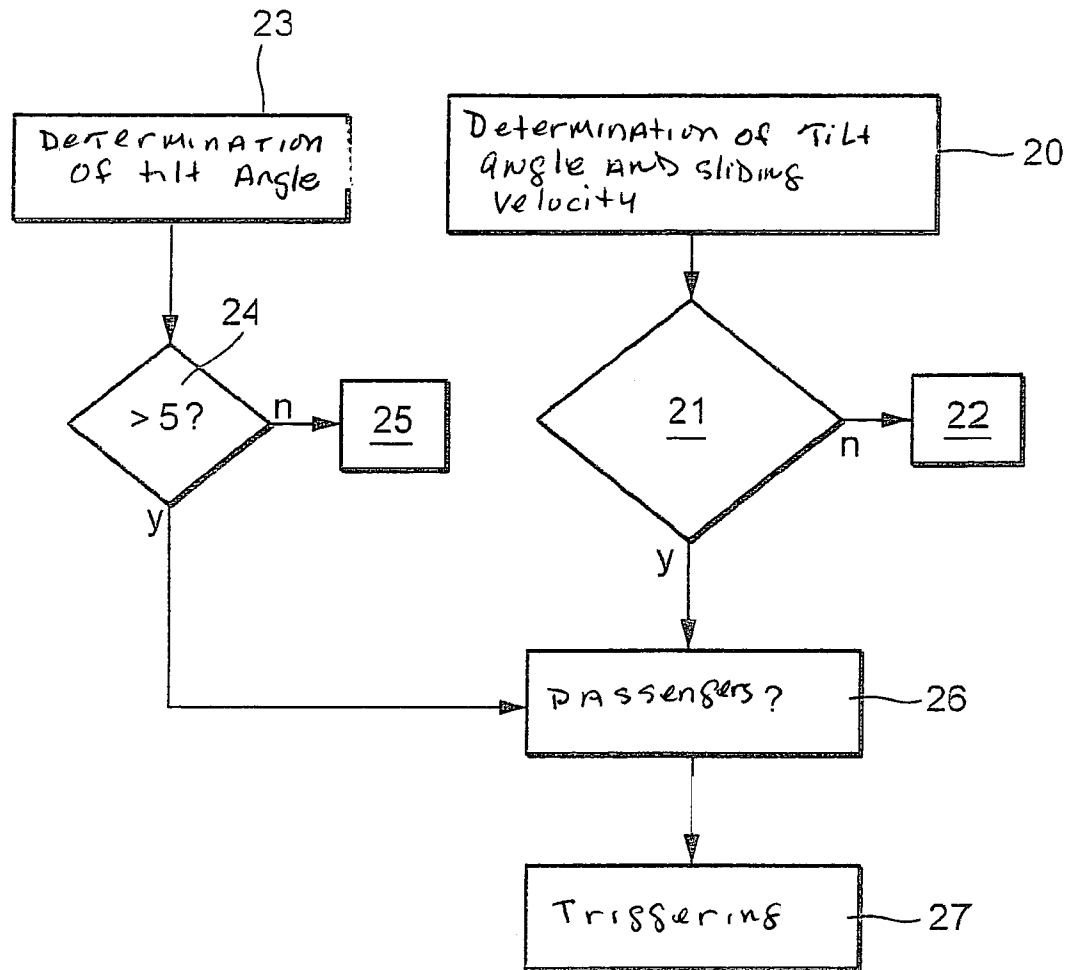 23
Determination
of tilt Angle
Determination of Tilt
angle and sliding
velocity
20
24
> 5?
n
25
y
21
n
22
y
Passengers?
26
Triggering
27